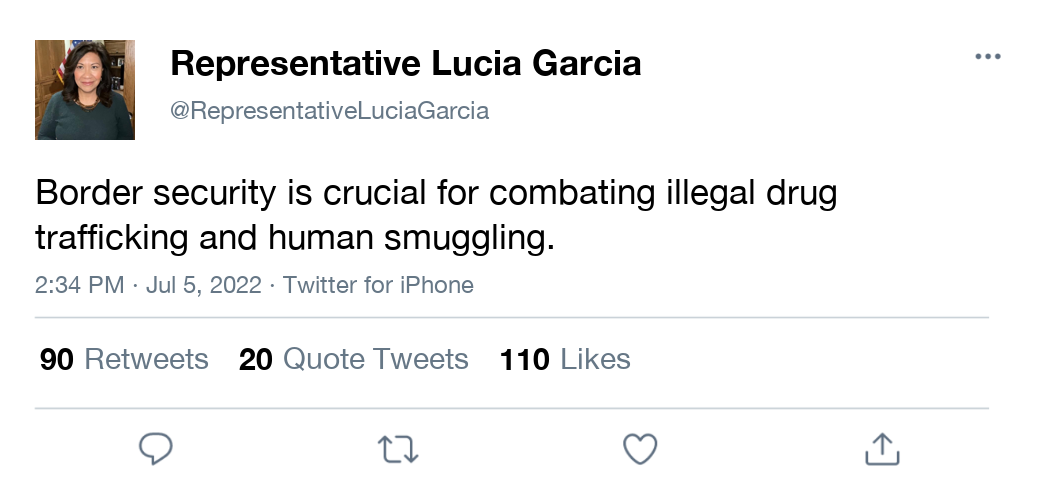 Representative Lucia Garcia
@RepresentativeLuciaGarcia
Border security is crucial for combating illegal drug
trafficking and human smuggling.
2:34 PM · Jul 5, 2022 · Twitter for iPhone
90 Retweets 20 Quote Tweets 110 Likes